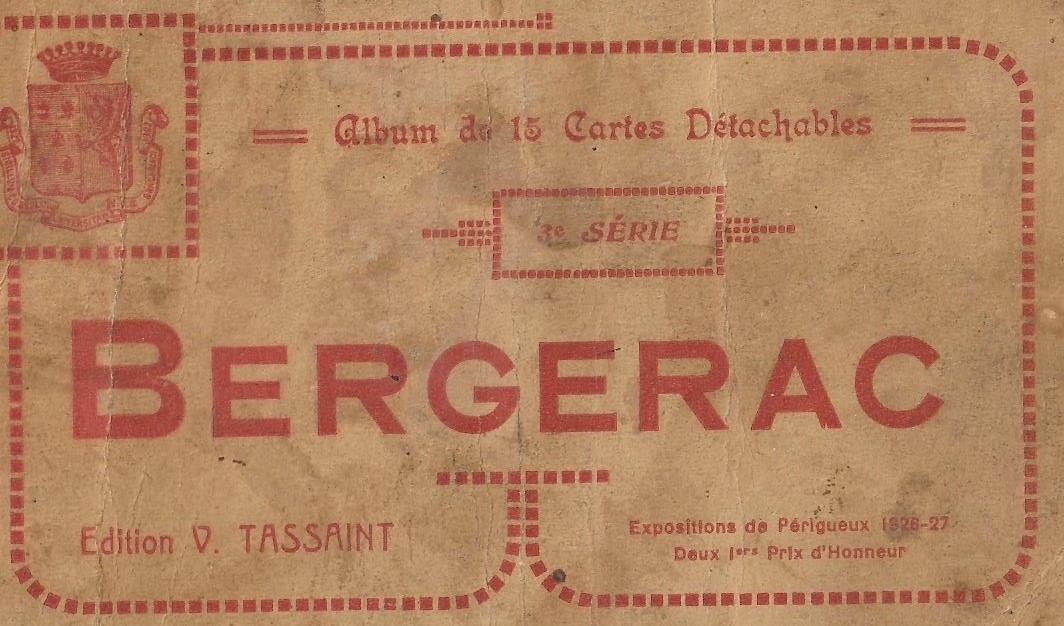 Album de 15 Cartes Détachables
3e SÉRIE
BERGERAC
Edition V. TASSAINT
Expositions de Périgueux 1926-27
Deux 1ers Prix d'Honneur